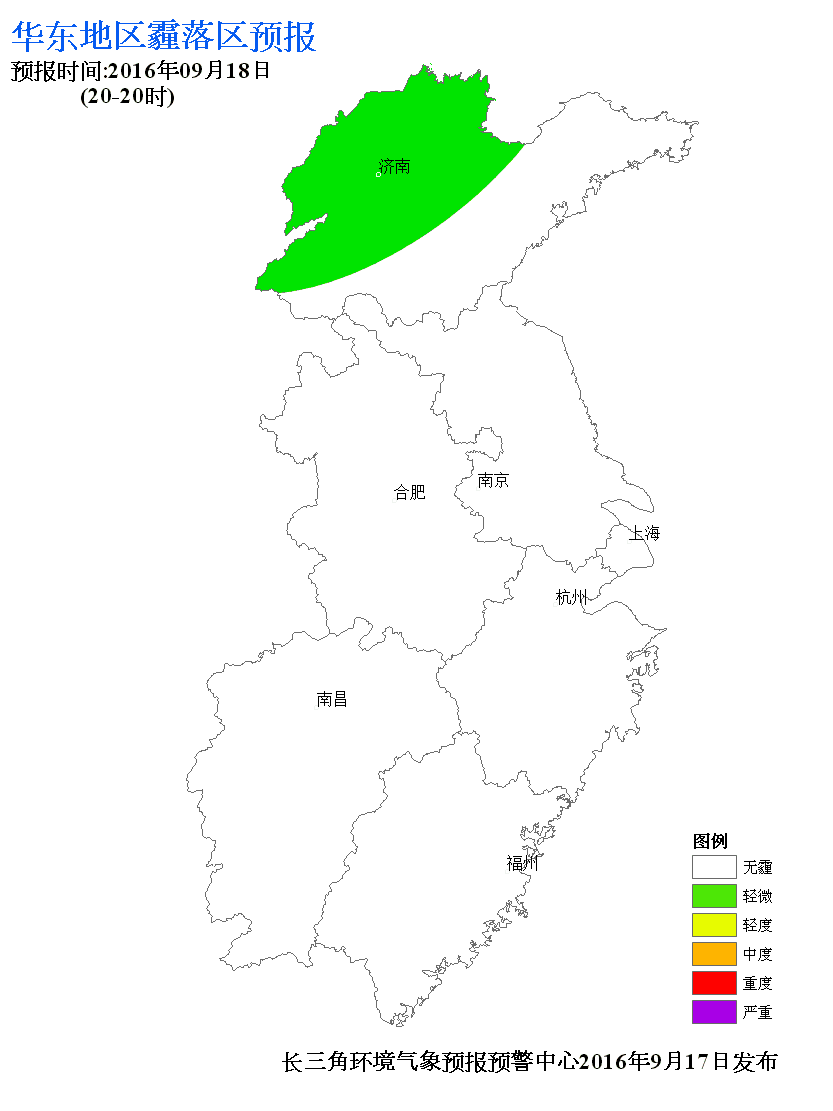 华东地区霾落区预报
预报时间:2016年09月18日
(20-20时)
济南
南京
合肥
上海
杭州
南昌
福州
图例
无霾
轻微
轻度
中度
重度
严重
长三角环境气象预报预警中心2016年9月17日发布